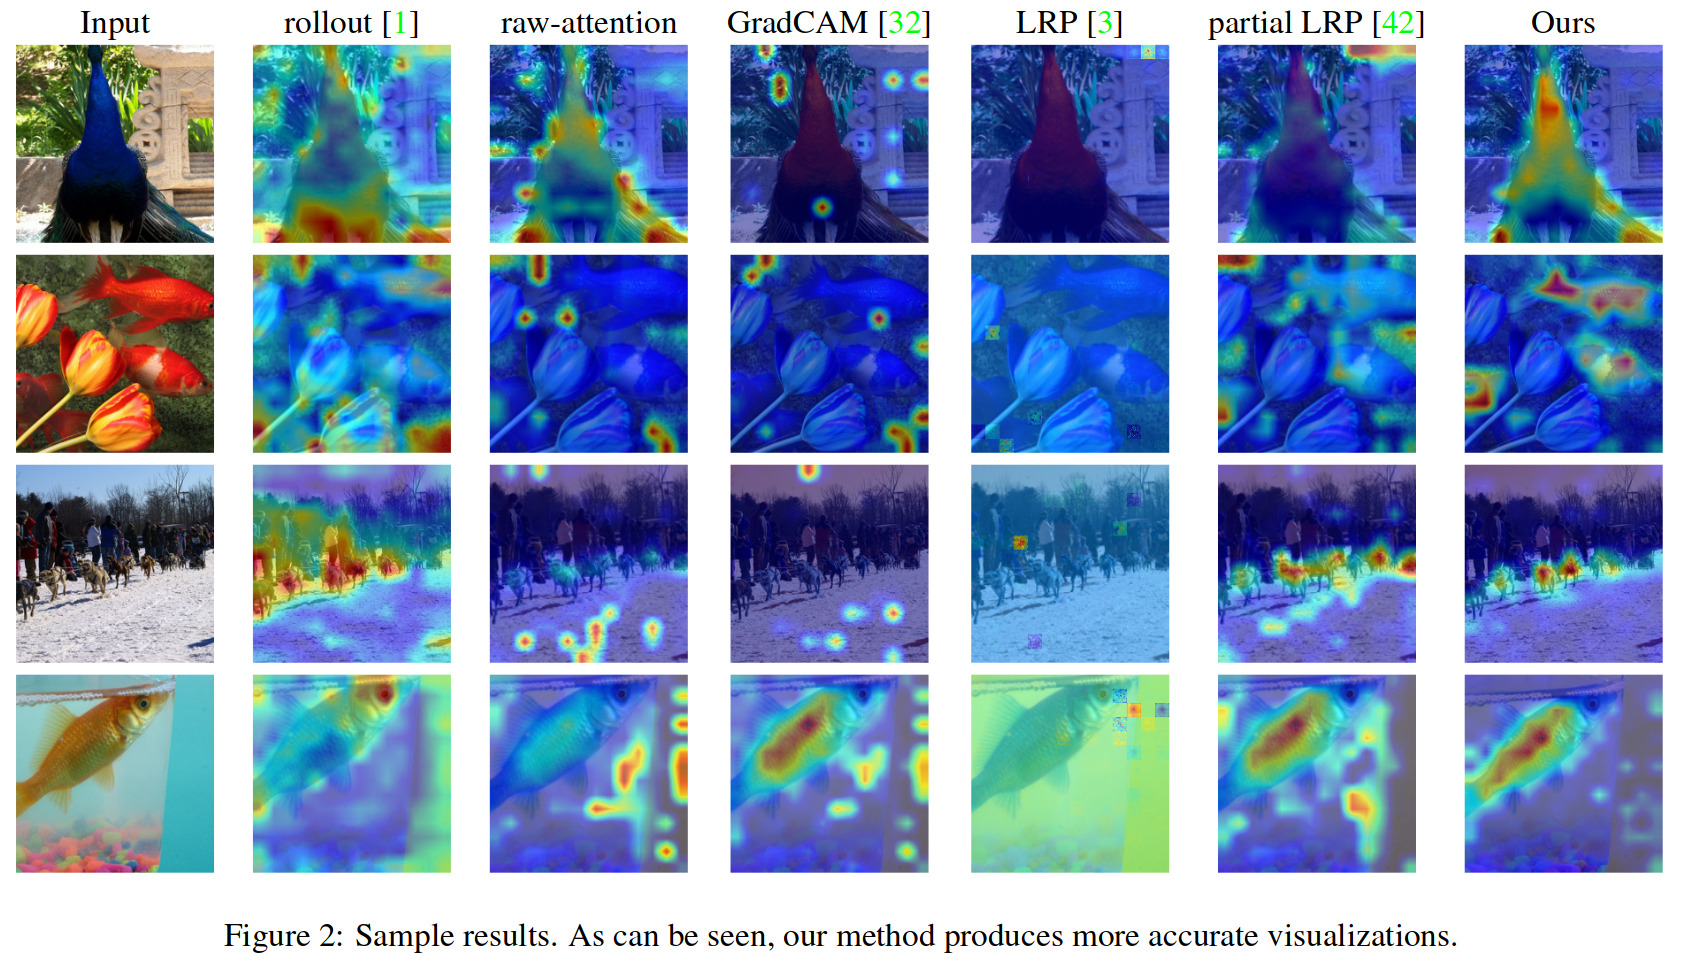 Input rollout [1] raw-attention GradCAM [32] LRP [3] partial LRP [42] Ours
Figure 2: Sample results. As can be seen, our method produces more accurate visualizations.